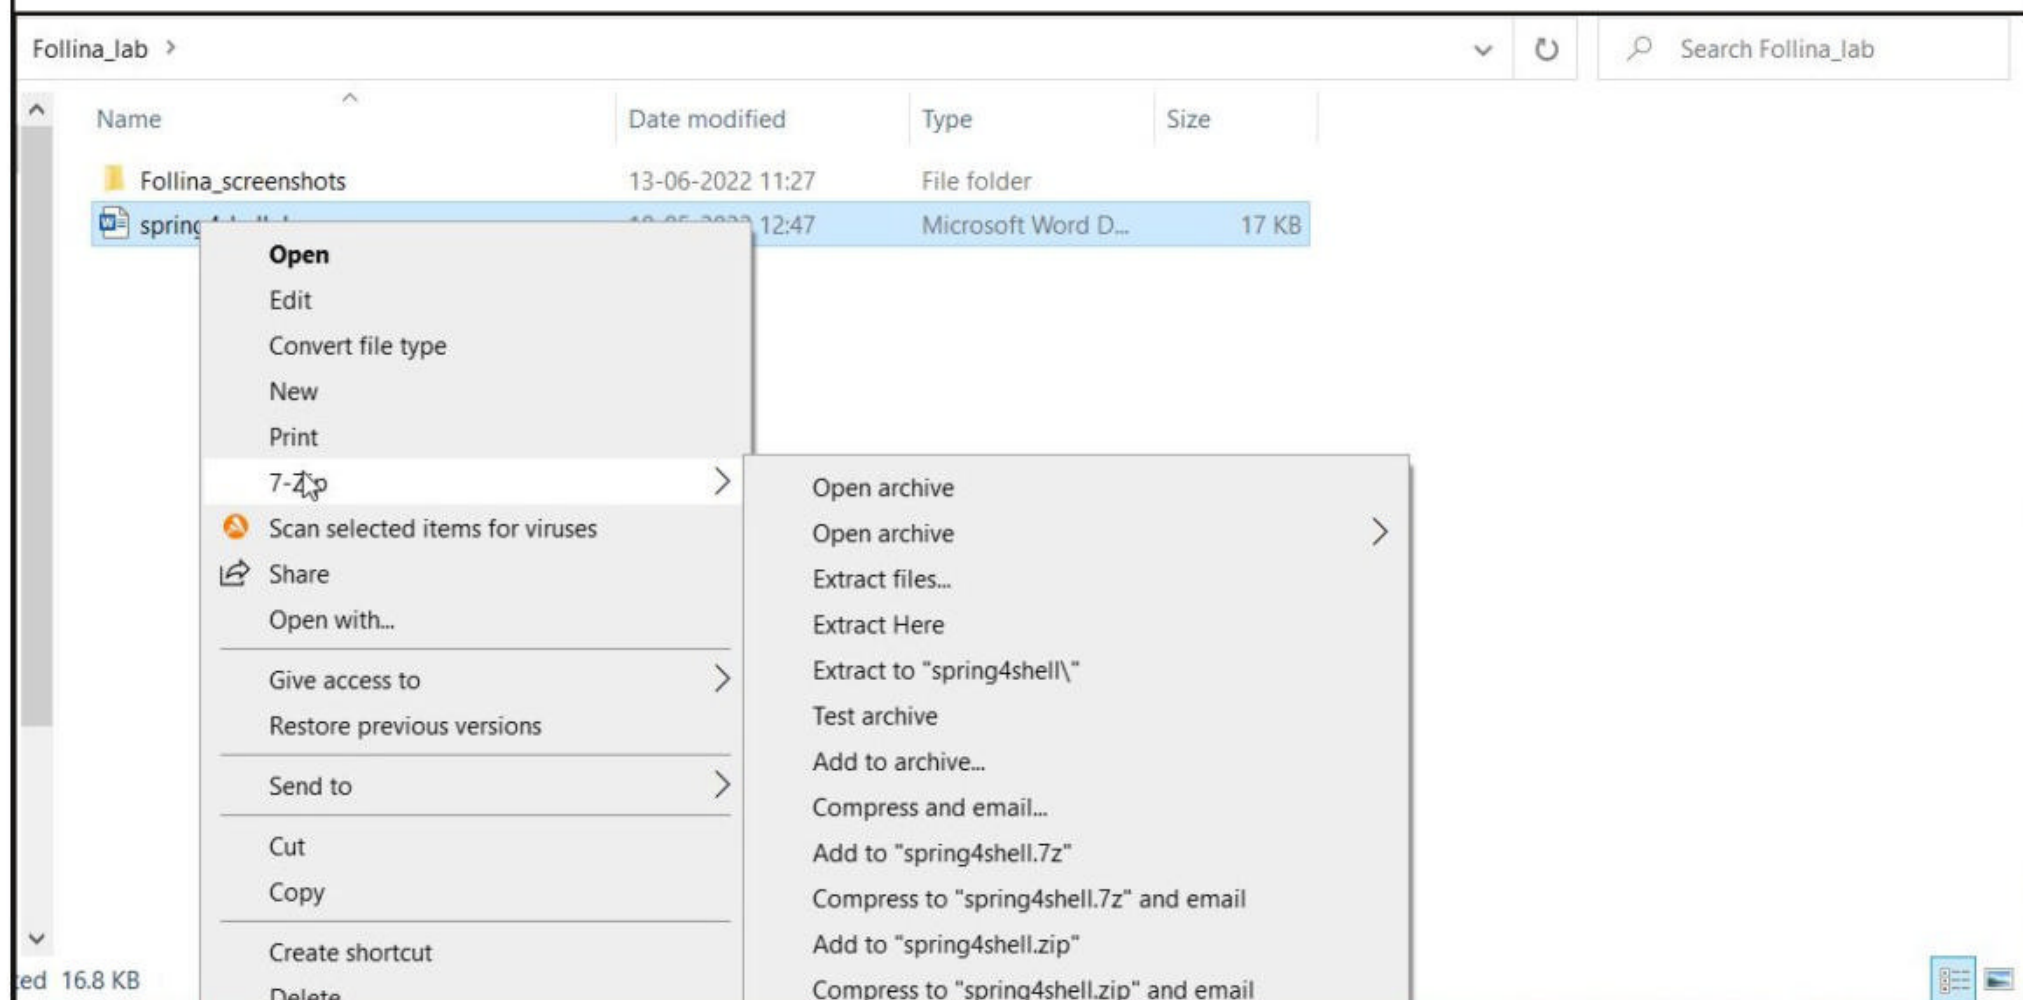 Follina_lab
Search Follina_lab
Name Date modified Type Size
Follina_screenshots 13-06-2022 11:27 File folder
spring 12:47 Microsoft Word D... 17 KB
Open
Edit
Convert file type
New
Print
7-Zip
Open archive
Open archive
Scan selected items for viruses
Share
Extract files...
Open with...
Extract Here
Extract to "spring4shell\"
Give access to
Test archive
Restore previous versions
Add to archive...
Send to
Compress and email...
Cut
Add to "spring4shell.7z"
Copy
Compress to "spring4shell.7z" and email
Create shortcut
Add to "spring4shell.zip"
16.8 KB
Delete
Compress to "spring4shell.zip" and email